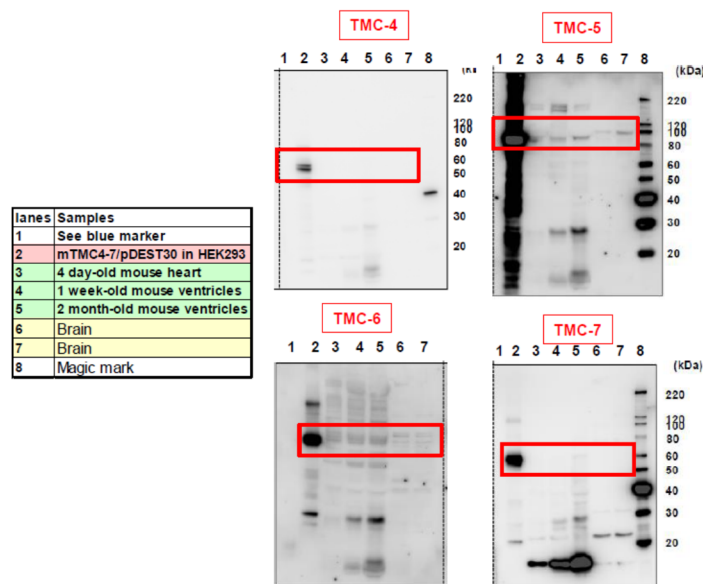 TMC-4
1 2 3 4 5 6 7 8
220
120
100
80
60
50
40
30
20
TMC-5
1 2 3 4 5 6 7 8
(kDa)
220
120
100
80
60
50
40
30
20
lanes Samples
1 See blue marker
2 mTMC4-7/pDEST30 in HEK293
3 4 day-old mouse heart
4 1 week-old mouse ventricles
5 2 month-old mouse ventricles
6 Brain
7 Brain
8 Magic mark
TMC-6
1 2 3 4 5 6 7
TMC-7
1 2 3 4 5 6 7 8
(kDa)
220
120
100
80
60
50
40
30
20